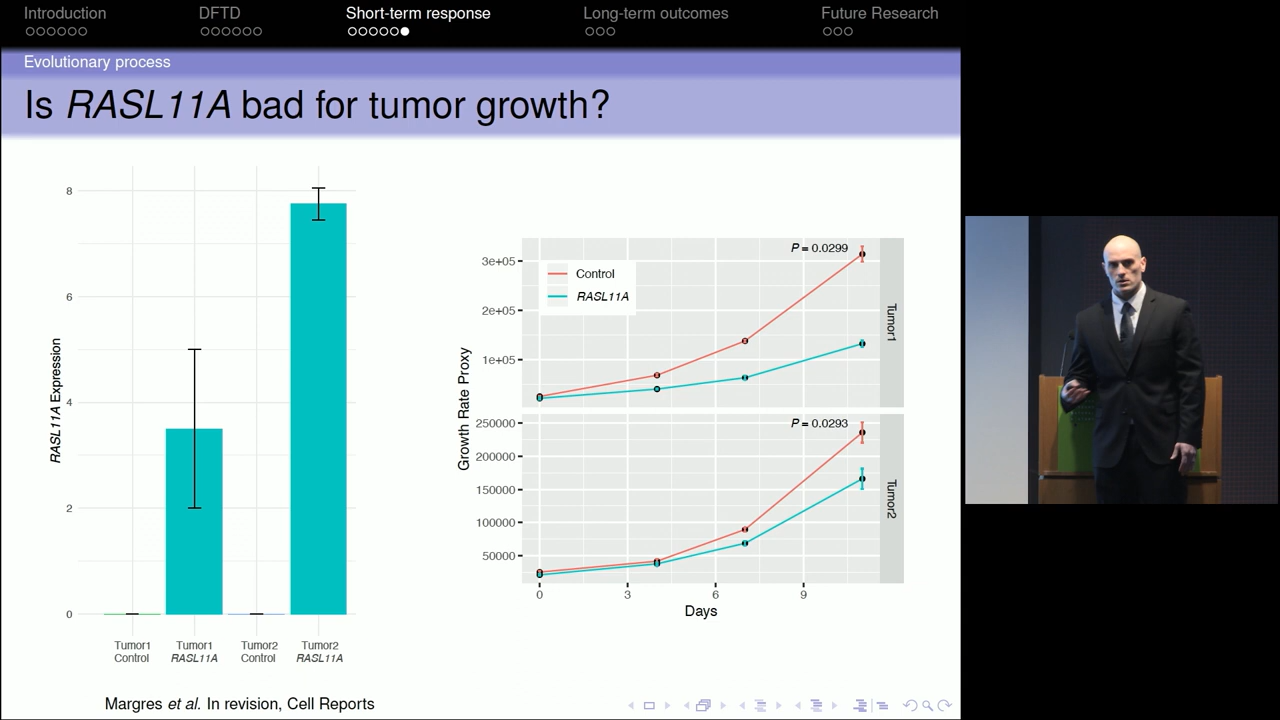 Introduction
DFTD
Short-term response
Long-term outcomes
Future Research
Evolutionary process
Is RASL11A bad for tumor growth?
RASL11A Expression
8
6
4
2
0
Tumor1
Control
Tumor1
RASL11A
Tumor2
Control
Tumor2
RASL11A
Growth Rate Proxy
3e+05
2e+05
1e+05
Control
RASL11A
P = 0.0299
Tumor1
250000
200000
150000
100000
50000
P = 0.0293
Tumor2
0
3
6
9
Days
Margres et al. In revision, Cell Reports